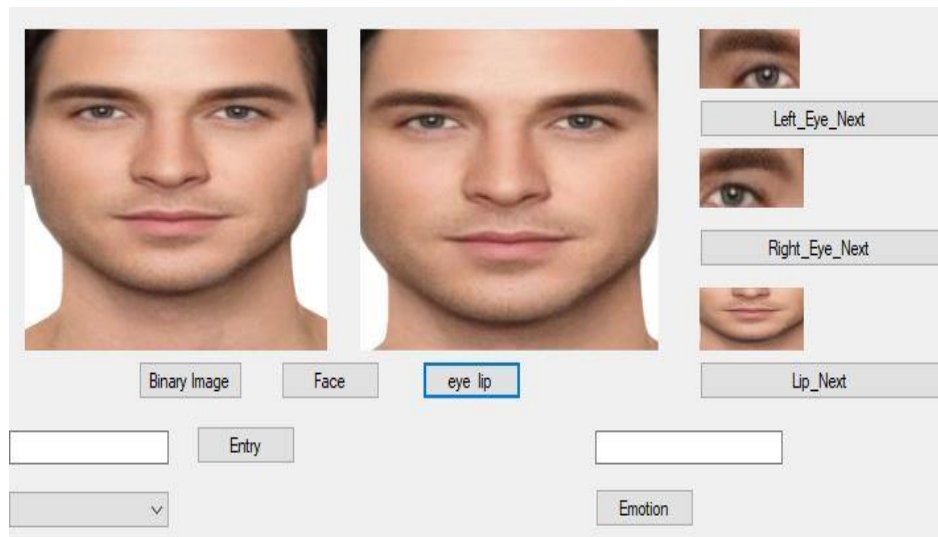 Left_Eye_Next
Right_Eye_Next
Binary Image
Face
eye lip
Lip_Next
Entry
Emotion